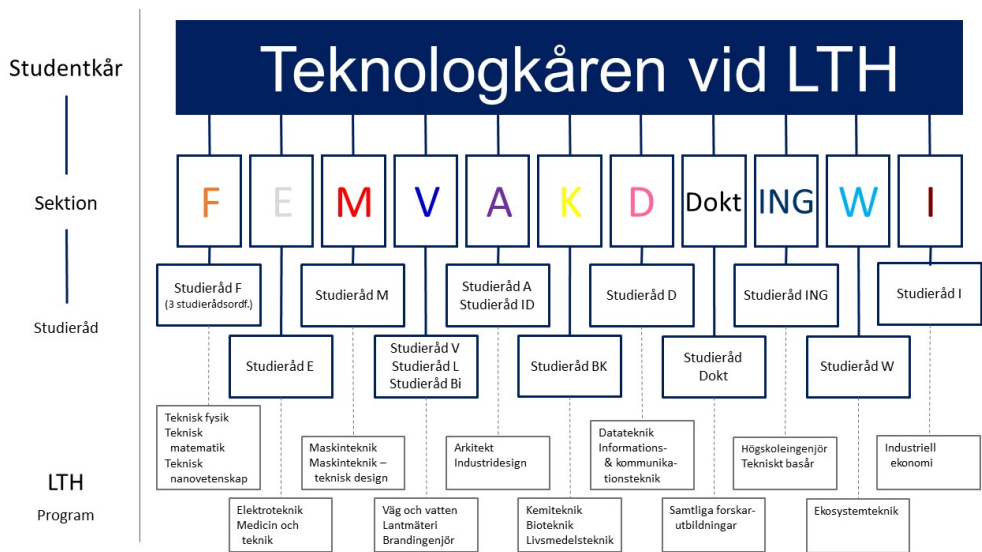 Studentkår
Teknologkåren vid LTH
Sektion
F
E
M
V
A
K
D
Dokt
ING
W
I
Studieråd
Studieråd F
(3 studierådsordf.)
Studieråd M
Studieråd A
Studieråd ID
Studieråd D
Studieråd ING
Studieråd I
Studieråd E
Studieråd V
Studieråd L
Studieråd Bi
Studieråd BK
Studieråd
Dokt
Studieråd W
LTH
Program
Teknisk fysik
Teknisk
matematik
Teknisk
nanovetenskap
Maskinteknik
Maskinteknik –
teknisk design
Arkitekt
Industridesign
Datateknik
Informations-
& kommunika-
tionsteknik
Högskoleingenjör
Tekniskt basår
Industriell
ekonomi
Elektroteknik
Medicin och
teknik
Väg och vatten
Lantmäteri
Brandingenjör
Kemiteknik
Bioteknik
Livsmedelsteknik
Samtliga forskar-
utbildningar
Ekosystemteknik